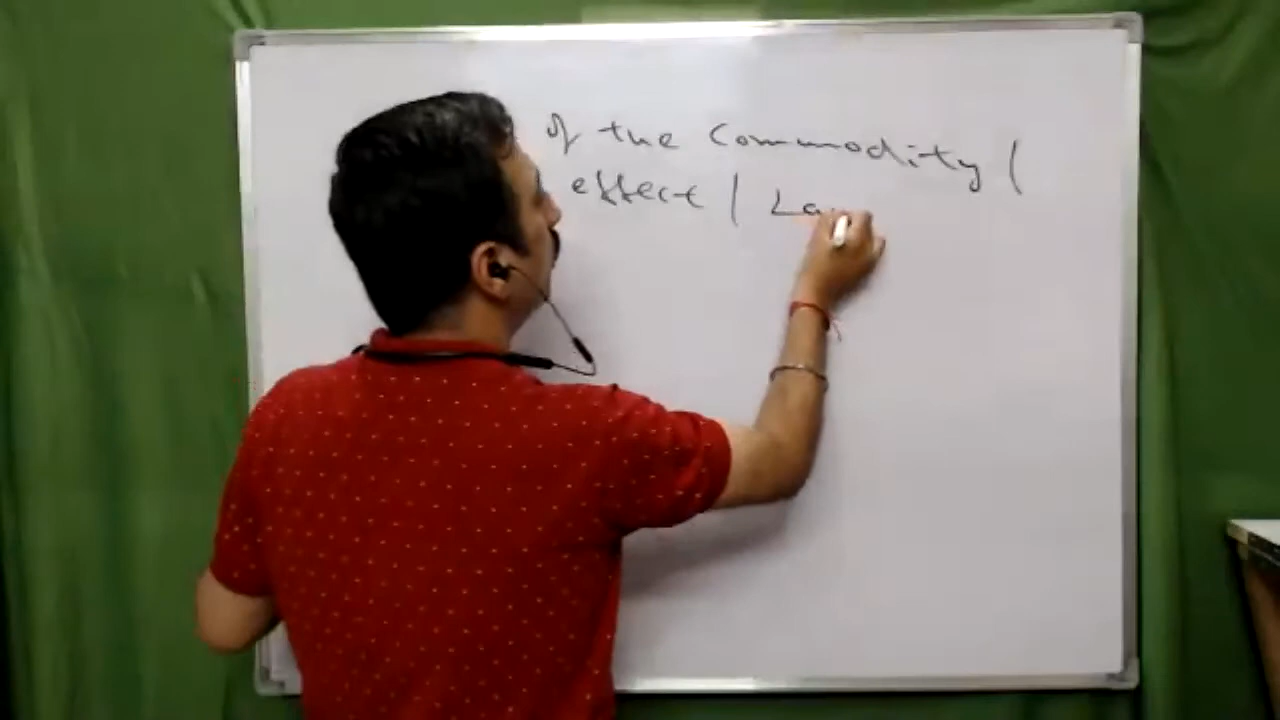 of the Commodity |
effect | La